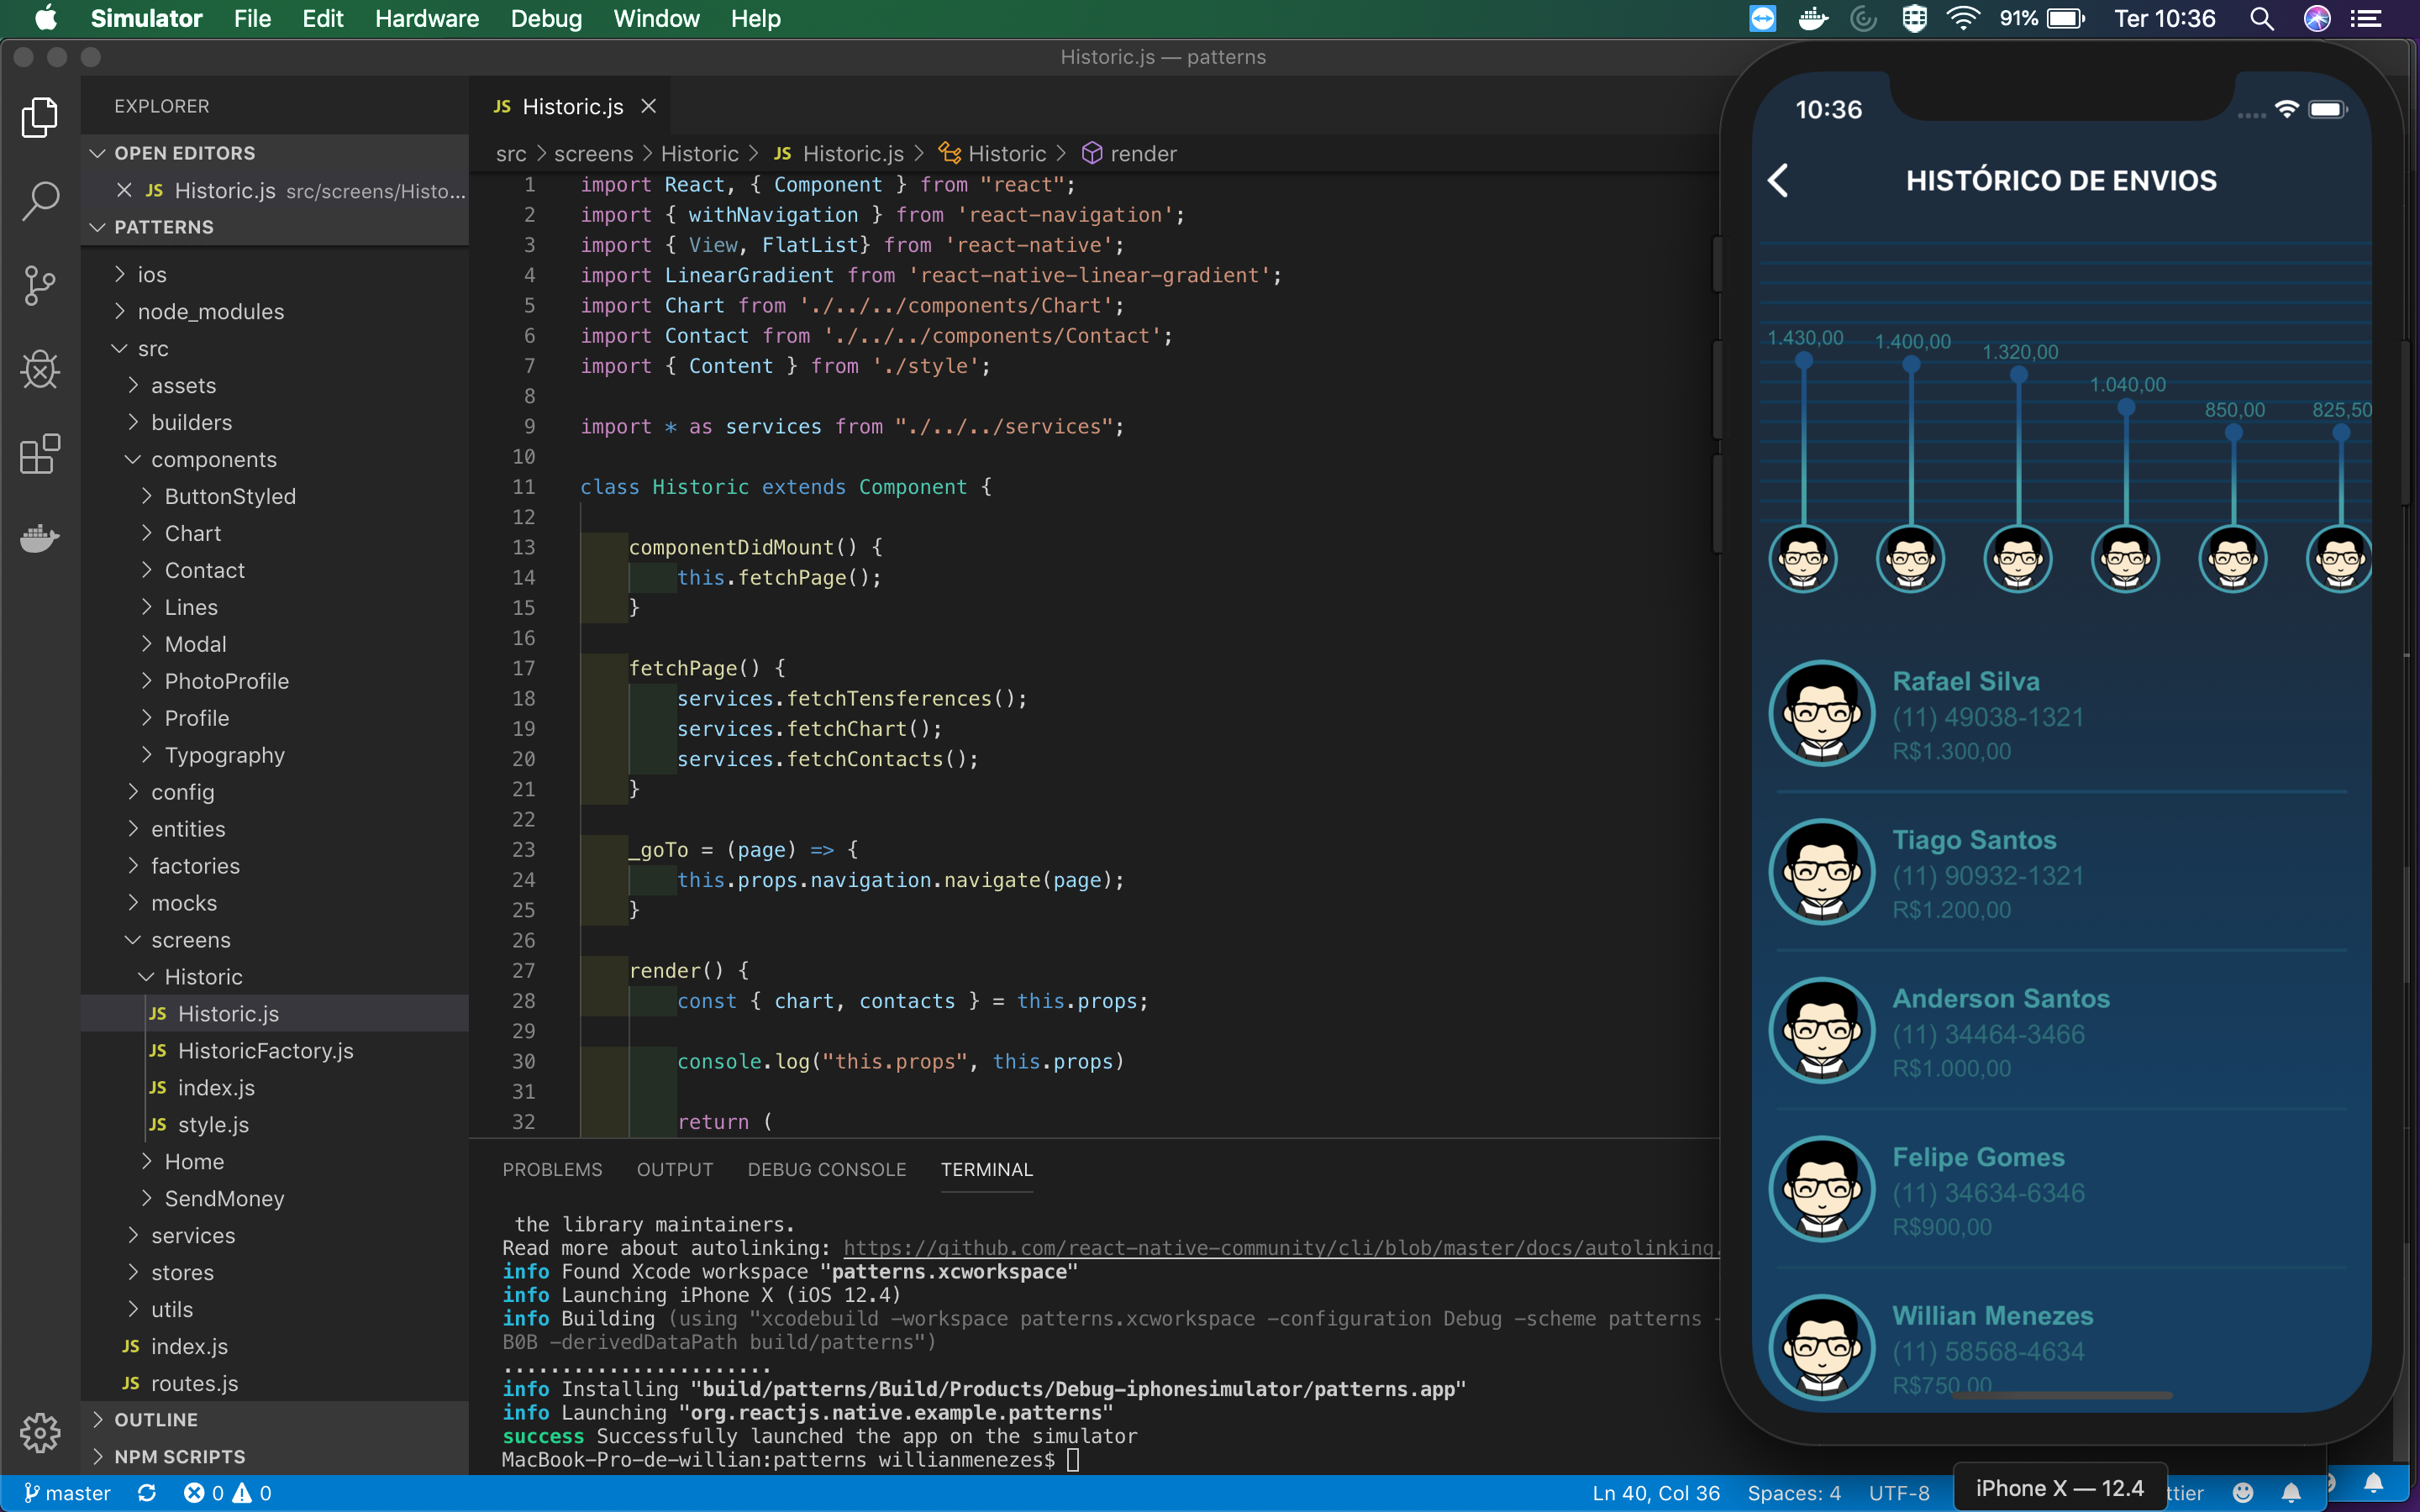 Simulator File Edit Hardware Debug Window Help
91% Ter 10:36
Historic.js — patterns
EXPLORER
OPEN EDITORS
JS Historic.js src/screens/Histo...
PATTERNS
ios
node_modules
src
assets
builders
components
ButtonStyled
Chart
Contact
Lines
Modal
PhotoProfile
Profile
Typography
config
entities
factories
mocks
screens
Historic
JS Historic.js
JS HistoricFactory.js
JS index.js
JS style.js
Home
SendMoney
services
stores
utils
JS index.js
JS routes.js
OUTLINE
NPM SCRIPTS
JS Historic.js
src > screens > Historic > JS Historic.js > Historic > render
1 import React, { Component } from "react";
2 import { withNavigation } from 'react-navigation';
3 import { View, FlatList} from 'react-native';
4 import LinearGradient from 'react-native-linear-gradient';
5 import Chart from './../../components/Chart';
6 import Contact from './../../components/Contact';
7 import { Content } from './style';
8
9 import * as services from "./../../services";
10
11 class Historic extends Component {
12
13 componentDidMount() {
14 this.fetchPage();
15 }
16
17 fetchPage() {
18 services.fetchTensferences();
19 services.fetchChart();
20 services.fetchContacts();
21 }
22
23 _goTo = (page) => {
24 this.props.navigation.navigate(page);
25 }
26
27 render() {
28 const { chart, contacts } = this.props;
29
30 console.log("this.props", this.props)
31
32 return (
PROBLEMS OUTPUT DEBUG CONSOLE TERMINAL
the library maintainers.
Read more about autolinking: https://github.com/react-native-community/cli/blob/master/docs/autolinking.
info Found Xcode workspace "patterns.xcworkspace"
info Launching iPhone X (iOS 12.4)
info Building (using "xcodebuild -workspace patterns.xcworkspace -configuration Debug -scheme patterns -
B0B -derivedDataPath build/patterns")
.......................
info Installing "build/patterns/Build/Products/Debug-iphonesimulator/patterns.app"
info Launching "org.reactjs.native.example.patterns"
success Successfully launched the app on the simulator
MacBook-Pro-de-willian:patterns willianmenezes$
master 0 0
Ln 40, Col 36 Spaces: 4 UTF-8
10:36
HISTÓRICO DE ENVIOS
1.430,00 1.400,00 1.320,00 1.040,00 850,00 825,50
Rafael Silva
(11) 49038-1321
R$1.300,00
Tiago Santos
(11) 90932-1321
R$1.200,00
Anderson Santos
(11) 34464-3466
R$1.000,00
Felipe Gomes
(11) 34634-6346
R$900,00
Willian Menezes
(11) 58568-4634
R$750,00
iPhone X — 12.4